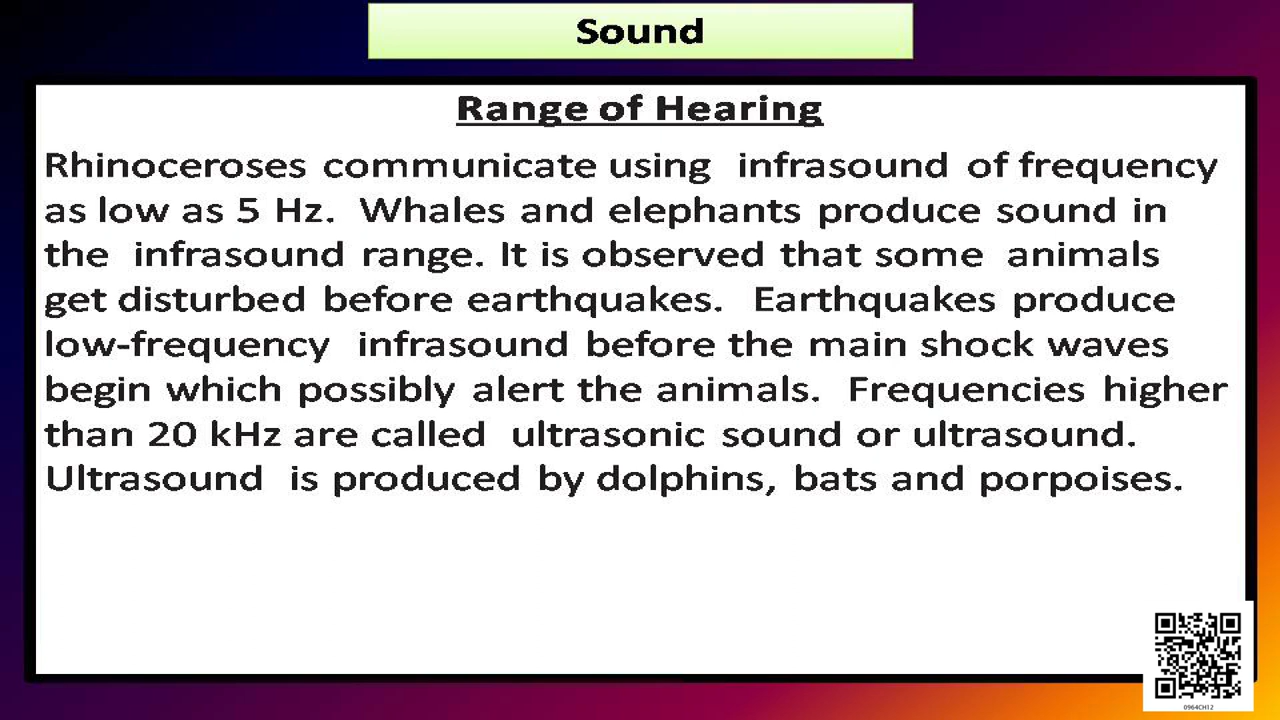 Sound
Range of Hearing
Rhinoceroses communicate using infrasound of frequency
as low as 5 Hz. Whales and elephants produce sound in
the infrasound range. It is observed that some animals
get disturbed before earthquakes. Earthquakes produce
low-frequency infrasound before the main shock waves
begin which possibly alert the animals. Frequencies higher
than 20 kHz are called ultrasonic sound or ultrasound.
Ultrasound is produced by dolphins, bats and porpoises.
0964CH12